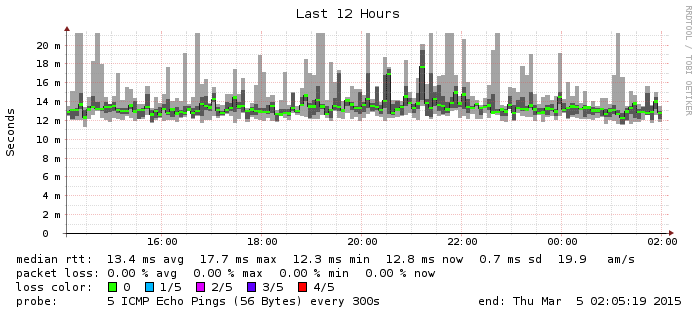 Last 12 Hours
RRDTOOL / TOBI OETIKER
Seconds
20 m
18 m
16 m
14 m
12 m
10 m
8 m
6 m
4 m
2 m
0
16:00 18:00 20:00 22:00 00:00 02:00
median rtt: 13.4 ms avg 17.7 ms max 12.3 ms min 12.8 ms now 0.7 ms sd 19.9 am/s
packet loss: 0.00 % avg 0.00 % max 0.00 % min 0.00 % now
loss color: 0 1/5 2/5 3/5 4/5
probe: 5 ICMP Echo Pings (56 Bytes) every 300s end: Thu Mar 5 02:05:19 2015